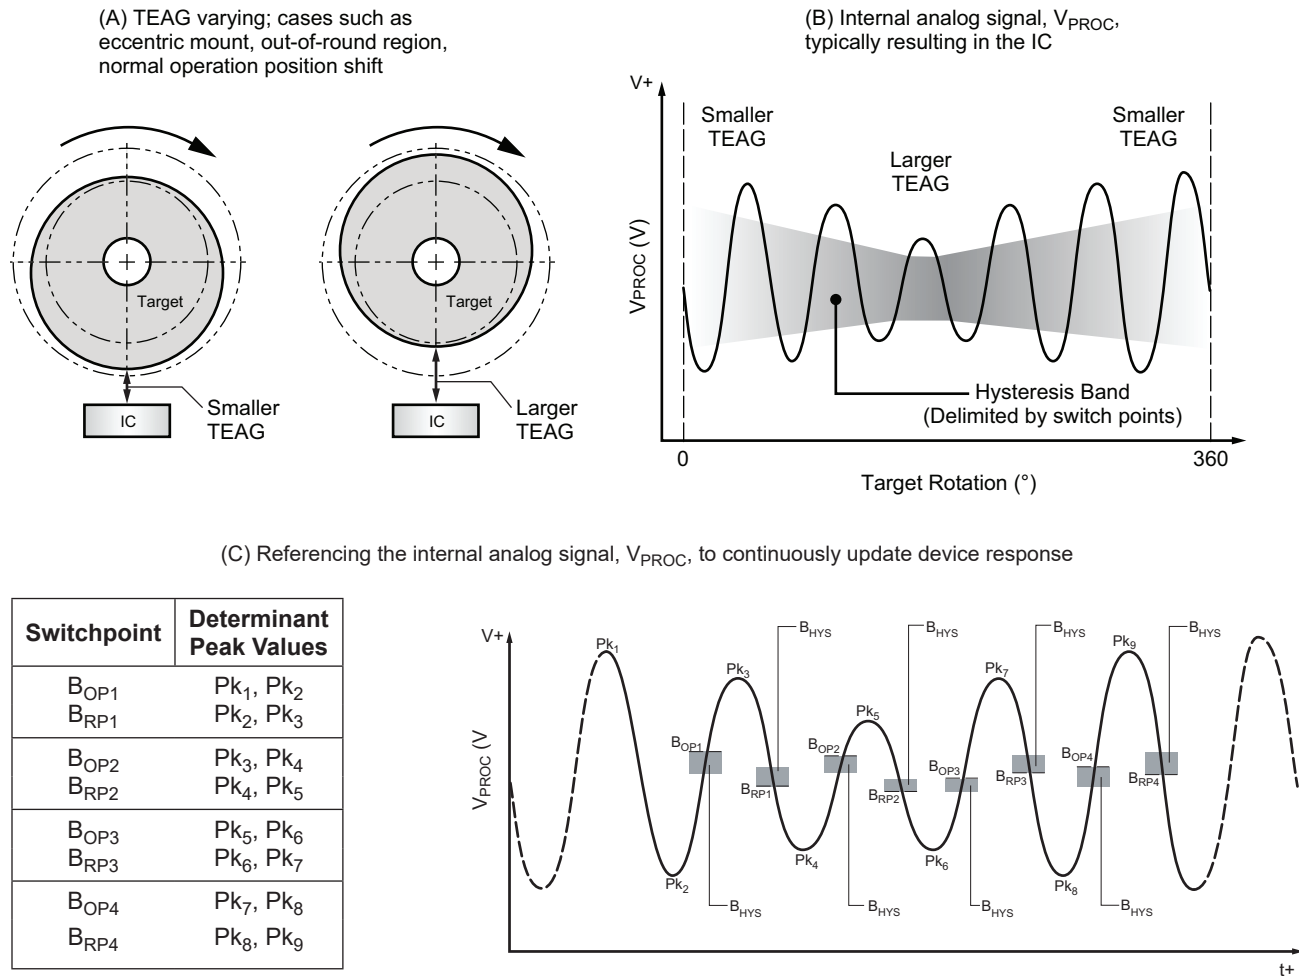 (A) TEAG varying; cases such as
eccentric mount, out-of-round region,
normal operation position shift
Target
IC
Smaller
TEAG
Target
IC
Larger
TEAG
(B) Internal analog signal, VPROC,
typically resulting in the IC
V+
VPROC (V)
Smaller
TEAG
Larger
TEAG
Smaller
TEAG
Hysteresis Band
(Delimited by switch points)
0
360
Target Rotation (°)
(C) Referencing the internal analog signal, VPROC, to continuously update device response
Switchpoint
Determinant
Peak Values
BOP1 Pk1, Pk2
BRP1 Pk2, Pk3
BOP2 Pk3, Pk4
BRP2 Pk4, Pk5
BOP3 Pk5, Pk6
BRP3 Pk6, Pk7
BOP4 Pk7, Pk8
BRP4 Pk8, Pk9
V+
VPROC (V
BHYS
BHYS
BHYS
BHYS
Pk1
Pk3
Pk5
Pk7
Pk9
BOP1
BRP1
BOP2
BRP2
BOP3
BRP3
BOP4
BRP4
Pk2
Pk4
Pk6
Pk8
BHYS
BHYS
BHYS
BHYS
t+